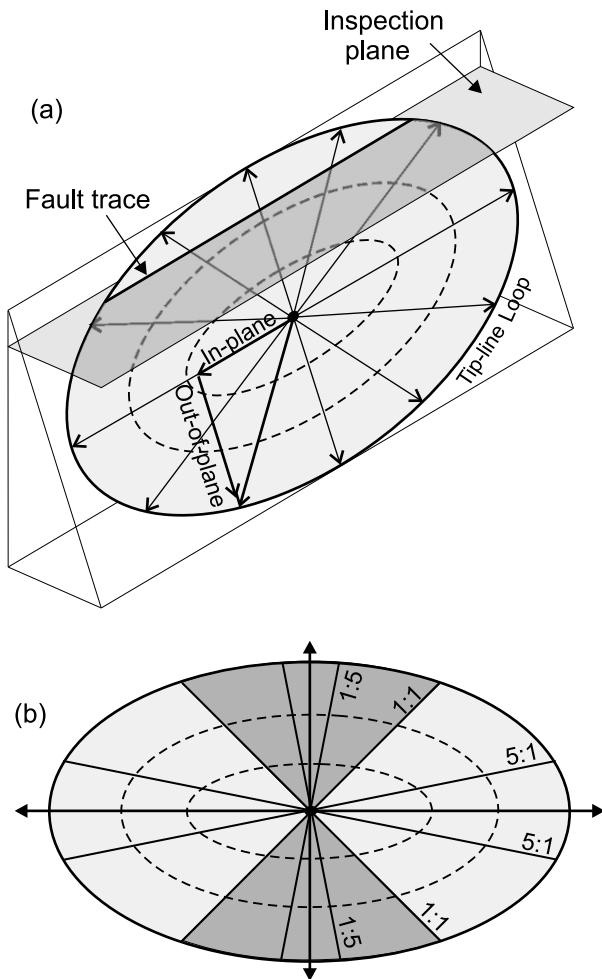 Inspection
plane
(a)
Fault trace
In-plane
Out-of-plane
Tip-line Loop
(b)
1:5
1:1
5:1
5:1
1:5
1:1